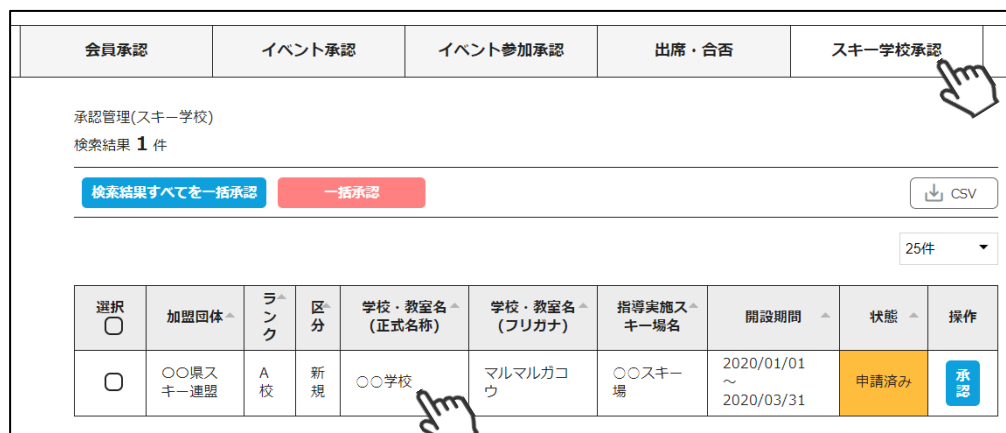 会員承認 イベント承認 イベント参加承認 出席・合否 スキー学校承認
承認管理(スキー学校)
検索結果 1 件
検索結果すべてを一括承認 一括承認 CSV
25件
選択 加盟団体 ランク 区分 学校・教室名(正式名称) 学校・教室名(フリガナ) 指導実施スキー場名 開設期間 状態 操作
○○県スキー連盟 A校 新規 ○○学校 マルマルガコウ ○○スキー場 2020/01/01～2020/03/31 申請済み 承認